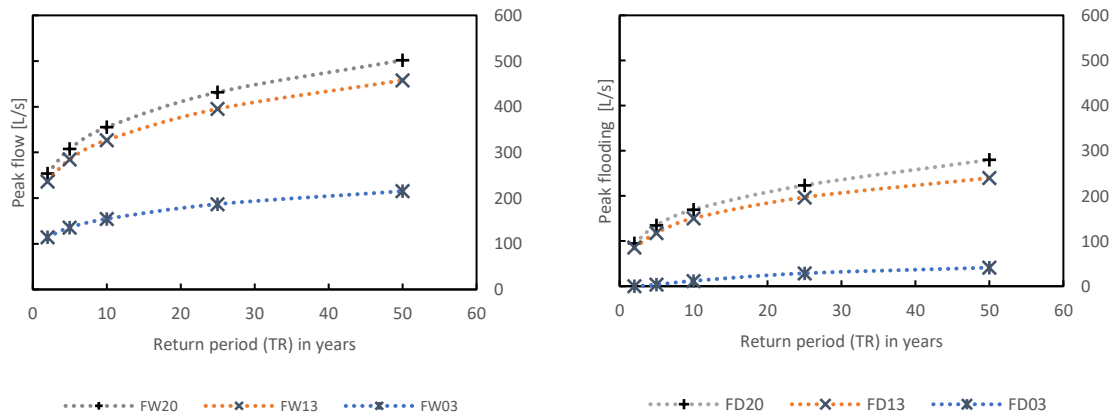 Peak flow [L/s]
600
500
400
300
200
100
0
0 10 20 30 40 50 60
Return period (TR) in years
FW20 FW13 FW03
Peak flooding [L/s]
600
500
400
300
200
100
0
0 10 20 30 40 50 60
Return period (TR) in years
FD20 FD13 FD03